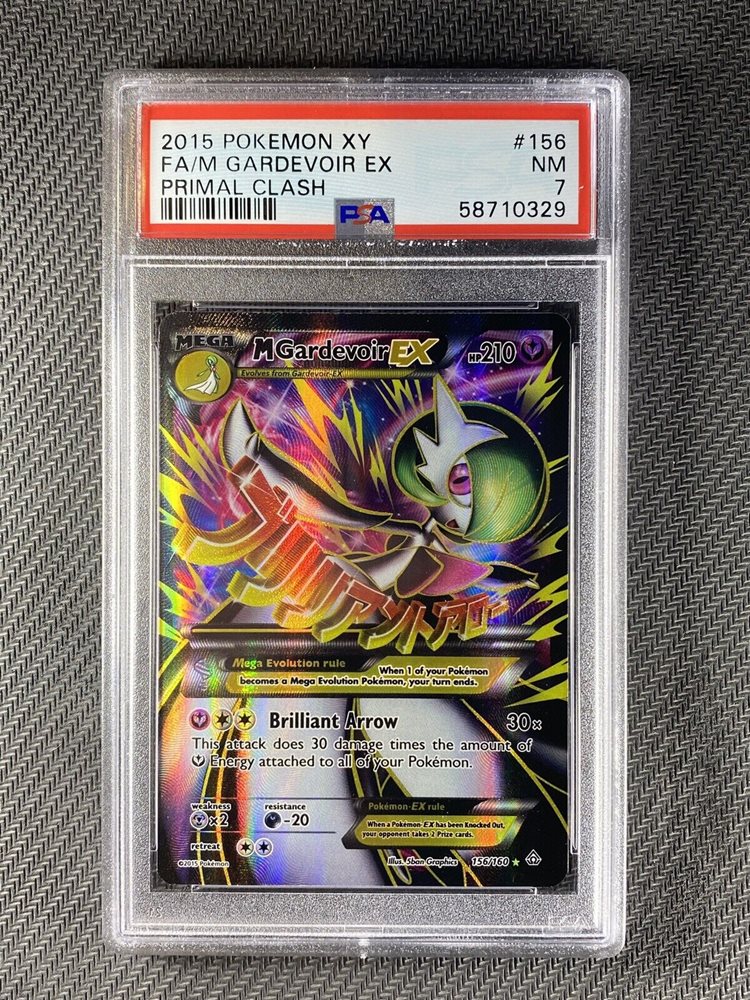 2015 POKEMON XY #156
FA/M GARDEVOIR EX NM
PRIMAL CLASH 7
PSA 58710329
MEGA
MGardevoirEX HP210
Evolves from Gardevoir-EX
ブリリアントアロー
Mega Evolution rule
When 1 of your Pokémon
becomes a Mega Evolution Pokémon, your turn ends.
Brilliant Arrow 30×
This attack does 30 damage times the amount of
Energy attached to all of your Pokémon.
weakness resistance
×2 -20
Pokémon-EX rule
When a Pokémon-EX has been Knocked Out,
your opponent takes 2 Prize cards.
retreat
©2015 Pokémon
Illus. 5ban Graphics 156/160 ★